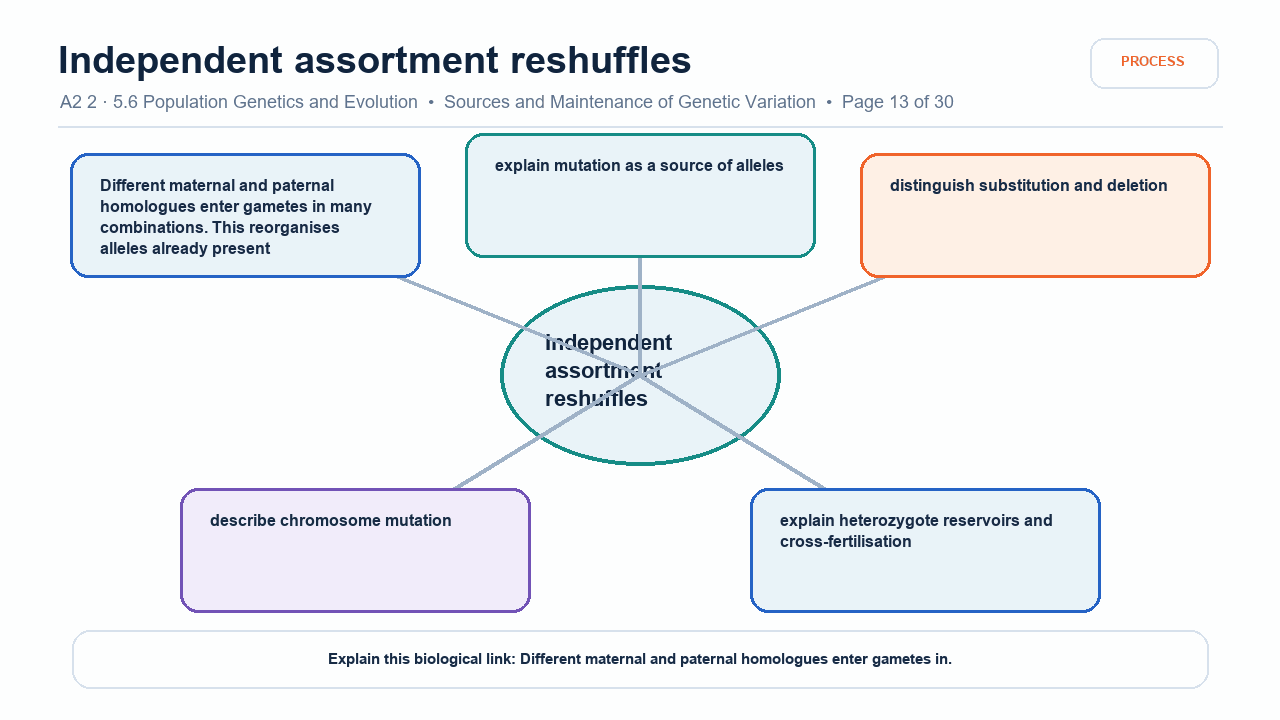 Independent assortment reshuffles
PROCESS
A2 2 · 5.6 Population Genetics and Evolution • Sources and Maintenance of Genetic Variation • Page 13 of 30
Different maternal and paternal
homologues enter gametes in many
combinations. This reorganises
alleles already present
explain mutation as a source of alleles
distinguish substitution and deletion
Independent
assortment
reshuffles
describe chromosome mutation
explain heterozygote reservoirs and
cross-fertilisation
Explain this biological link: Different maternal and paternal homologues enter gametes in.